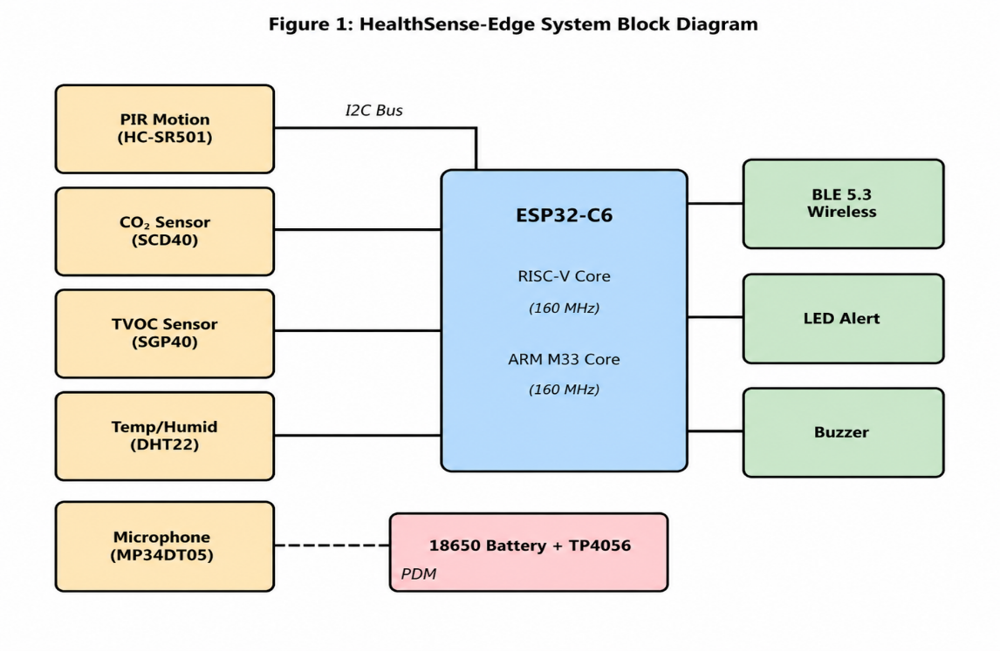 Figure 1: HealthSense-Edge System Block Diagram
PIR Motion
(HC-SR501)
I2C Bus
CO₂ Sensor
(SCD40)
TVOC Sensor
(SGP40)
Temp/Humid
(DHT22)
Microphone
(MP34DT05)
ESP32-C6
RISC-V Core
(160 MHz)
ARM M33 Core
(160 MHz)
18650 Battery + TP4056
PDM
BLE 5.3
Wireless
LED Alert
Buzzer